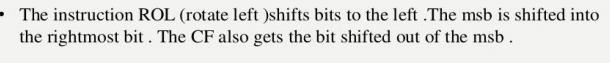 • The instruction ROL (rotate left )shifts bits to the left .The msb is shifted into
the rightmost bit . The CF also gets the bit shifted out of the msb .